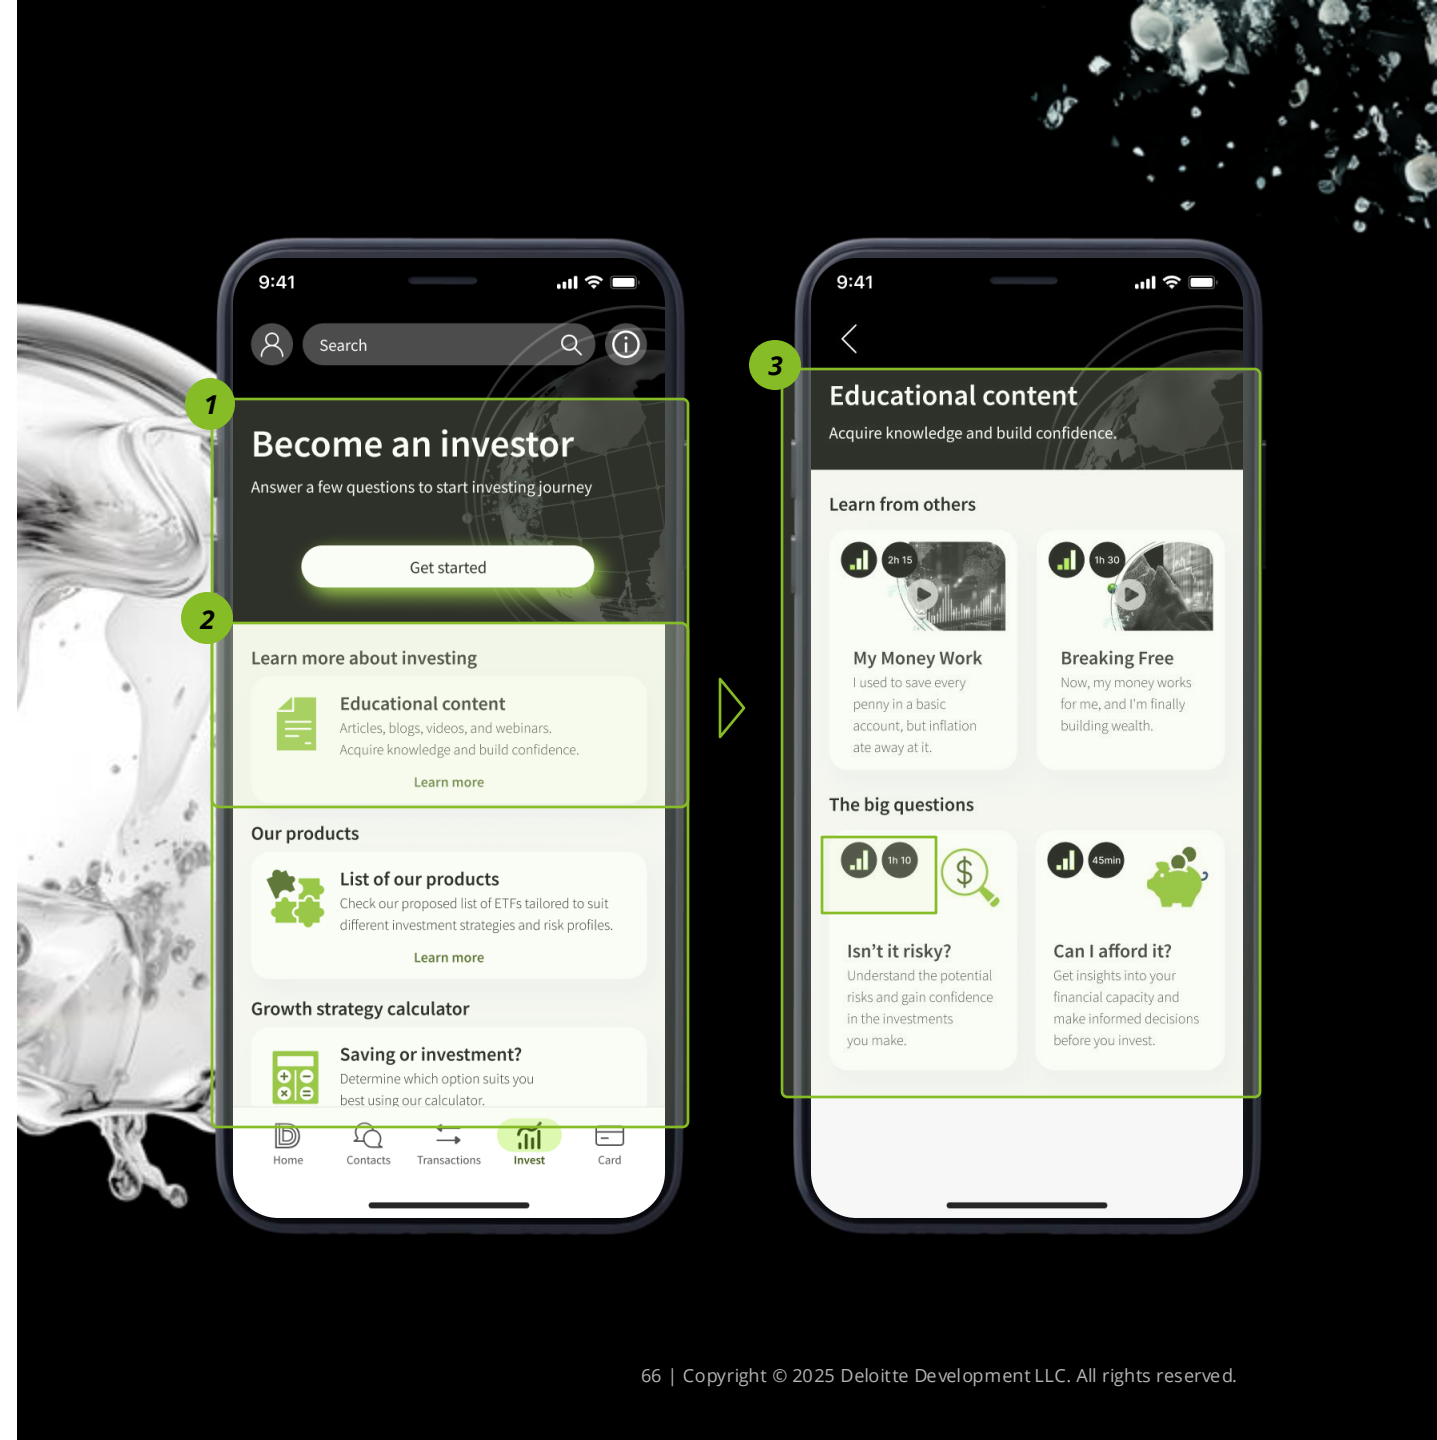 9:41
Search
1
Become an investor
Answer a few questions to start investing journey
Get started
2
Learn more about investing
Educational content
Articles, blogs, videos, and webinars.
Acquire knowledge and build confidence.
Learn more
Our products
List of our products
Check our proposed list of ETFs tailored to suit
different investment strategies and risk profiles.
Learn more
Growth strategy calculator
Saving or investment?
Determine which option suits you
best using our calculator.
Home
Contacts
Transactions
Invest
Card
9:41
3
Educational content
Acquire knowledge and build confidence.
Learn from others
2h 15
My Money Work
I used to save every
penny in a basic
account, but inflation
ate away at it.
1h 30
Breaking Free
Now, my money works
for me, and I'm finally
building wealth.
The big questions
1h 10
$
Isn't it risky?
Understand the potential
risks and gain confidence
in the investments
you make.
45min
Can I afford it?
Get insights into your
financial capacity and
make informed decisions
before you invest.
66 | Copyright © 2025 Deloitte Development LLC. All rights reserved.